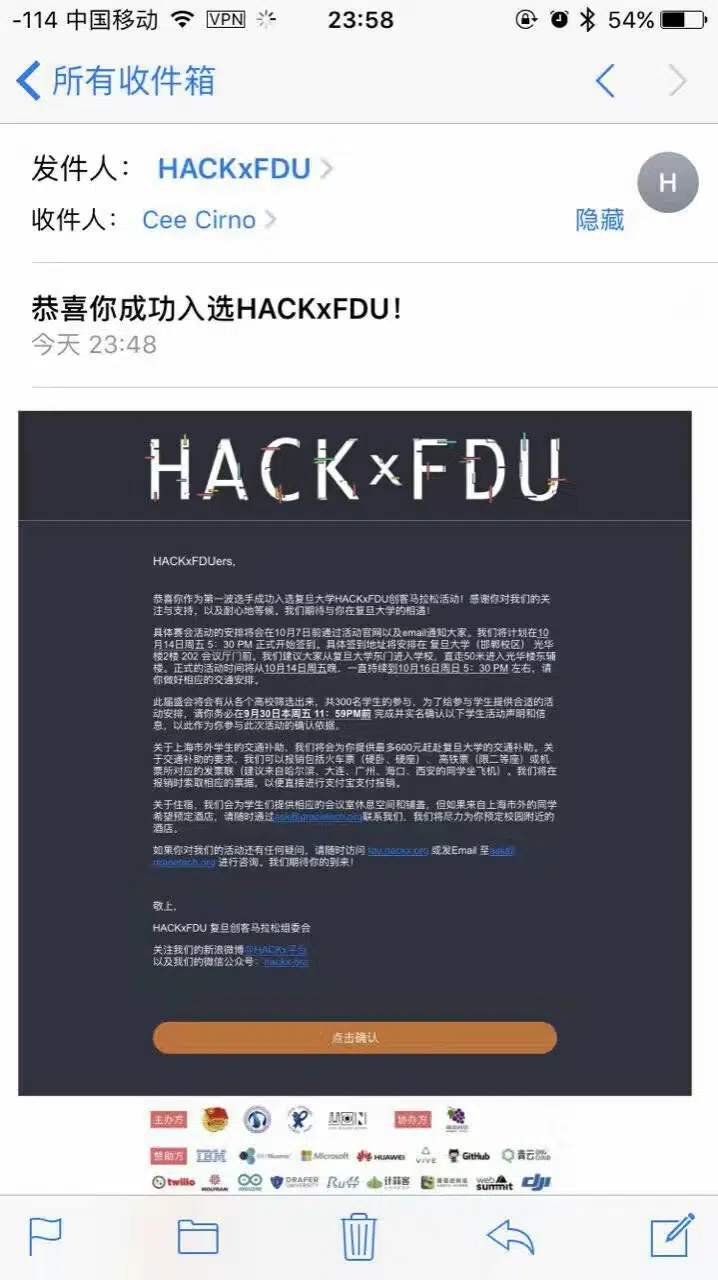 -114 中国移动 VPN 23:58 54%
所有收件箱
发件人： HACKxFDU
H
收件人： Cee Cirno 隐藏
恭喜你成功入选HACKxFDU！
今天 23:48
HACKxFDU
HACKxFDUers,
恭喜你作为第一波选手成功入选复旦大学HACKxFDU创客马拉松活动！感谢你对我们的关
注与支持，以及耐心地等候。我们期待与你在复旦大学的相遇！
具体赛会活动的安排将会在10月7日前通过活动官网以及email通知大家。我们将计划在10
月14日周五 5：30 PM 正式开始签到。具体签到地址将安排在 复旦大学（邯郸校区） 光华
楼2楼 202 会议厅门前。我们建议大家从复旦大学东门进入学校，直走50米进入光华楼东辅
楼。正式的活动时间将从10月14日周五晚，一直持续到10月16日周日 5：30 PM 左右，请
你做好相应的交通安排。
此届盛会将会有从各个高校筛选出来，共300名学生的参与，为了给参与学生提供合适的活
动安排，请你务必在9月30日本周五 11：59PM前 完成并实名确认以下学生活动声明和信
息，以此作为你参与此次活动的确认依据。
关于上海市外学生的交通补助，我们将会为你提供最多600元赶赴复旦大学的交通补助。关
于交通补助的要求，我们可以报销包括火车票（硬卧、硬座）、高铁票（限二等座）或机
票所对应的发票联（建议来自哈尔滨、大连、广州、海口、西安的同学坐飞机）。我们将在
报销时索取相应的票据，以便直接进行支付宝支付报销。
关于住宿，我们会为学生们提供相应的会议室休息空间和铺盖，但如果来自上海市外的同学
希望预定酒店，请随时通过ask@grapetech.org联系我们，我们将尽力为你预定校园附近的
酒店。
如果你对我们的活动还有任何疑问，请随时访问 fdu.hackx.org 或发Email 至ask@
grapetech.org 进行咨询。我们期待你的到来！
敬上，
HACKxFDU 复旦创客马拉松组委会
关注我们的新浪微博@HACKx平台
以及我们的微信公众号：hackx-org
点击确认
主办方 协办方
赞助方 IBM Microsoft HUAWEI VIVE GitHub 青云
twilio WOLFRAM ARDUINO DRAPER UNIVERSITY Ruff 计蒜客 web summit dji